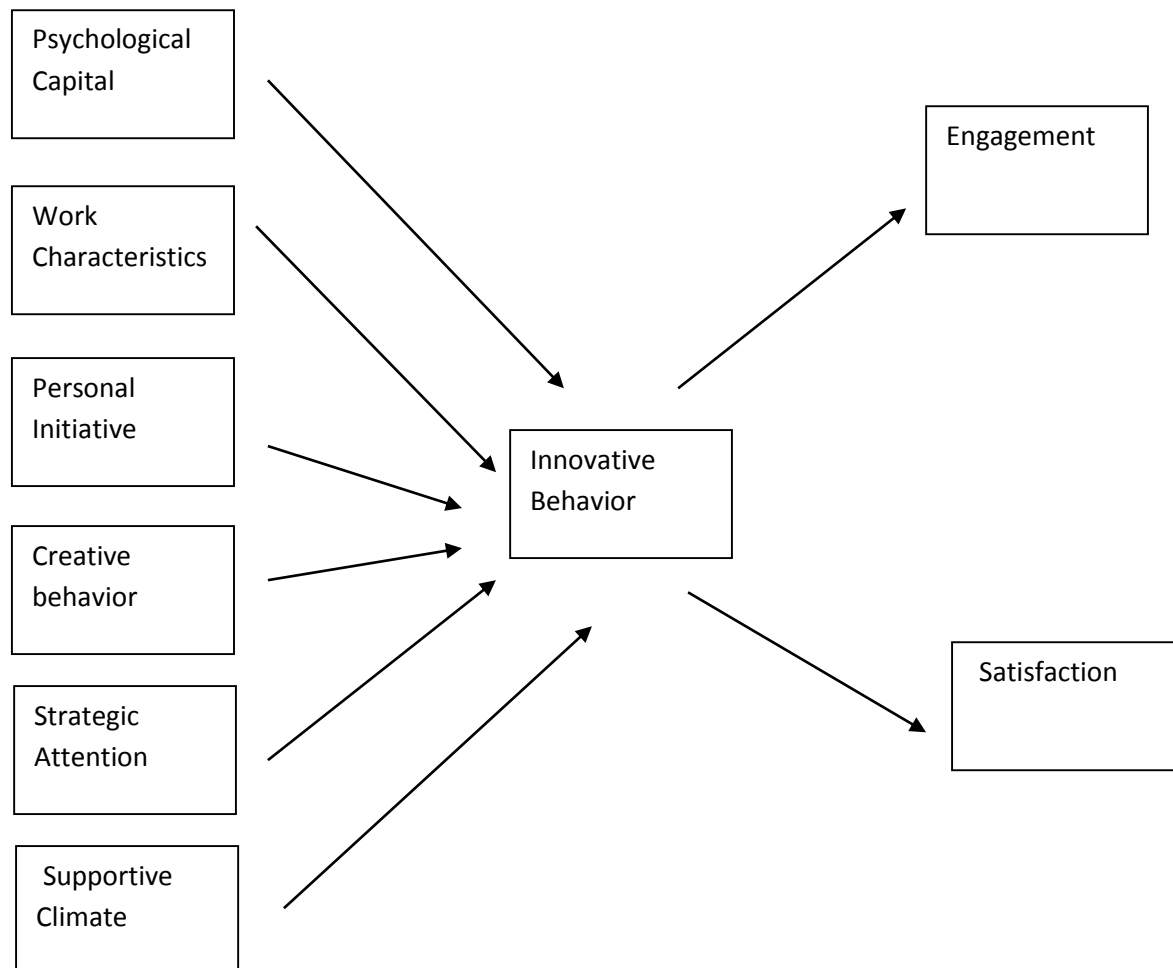 Psychological
Capital
Work
Characteristics
Personal
Initiative
Creative
behavior
Strategic
Attention
Supportive
Climate
Innovative
Behavior
Engagement
Satisfaction